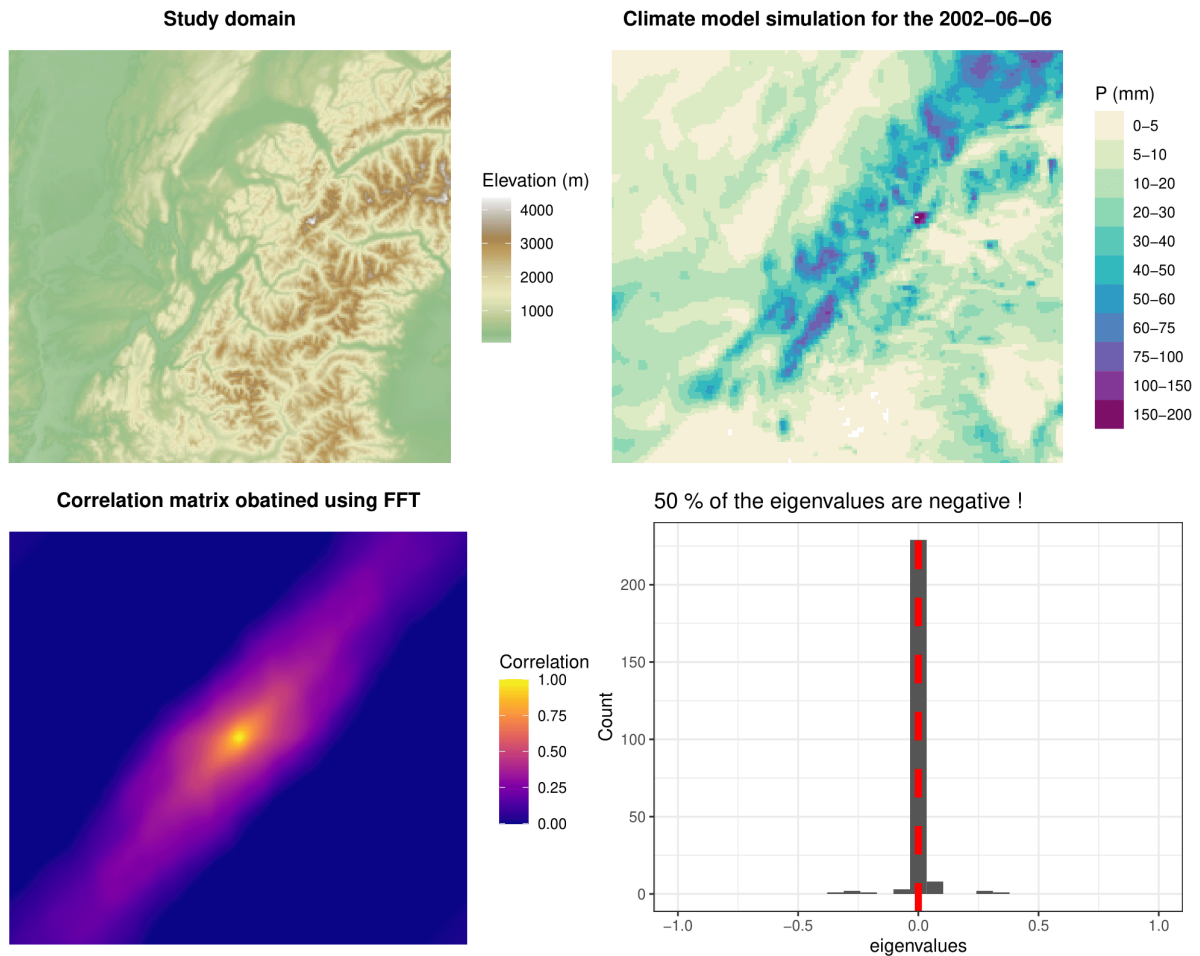 Study domain
Elevation (m)
4000
3000
2000
1000
Climate model simulation for the 2002−06−06
P (mm)
0−5
5−10
10−20
20−30
30−40
40−50
50−60
60−75
75−100
100−150
150−200
Correlation matrix obatined using FFT
Correlation
1.00
0.75
0.50
0.25
0.00
50 % of the eigenvalues are negative !
Count
200
150
100
50
0
−1.0 −0.5 0.0 0.5 1.0
eigenvalues